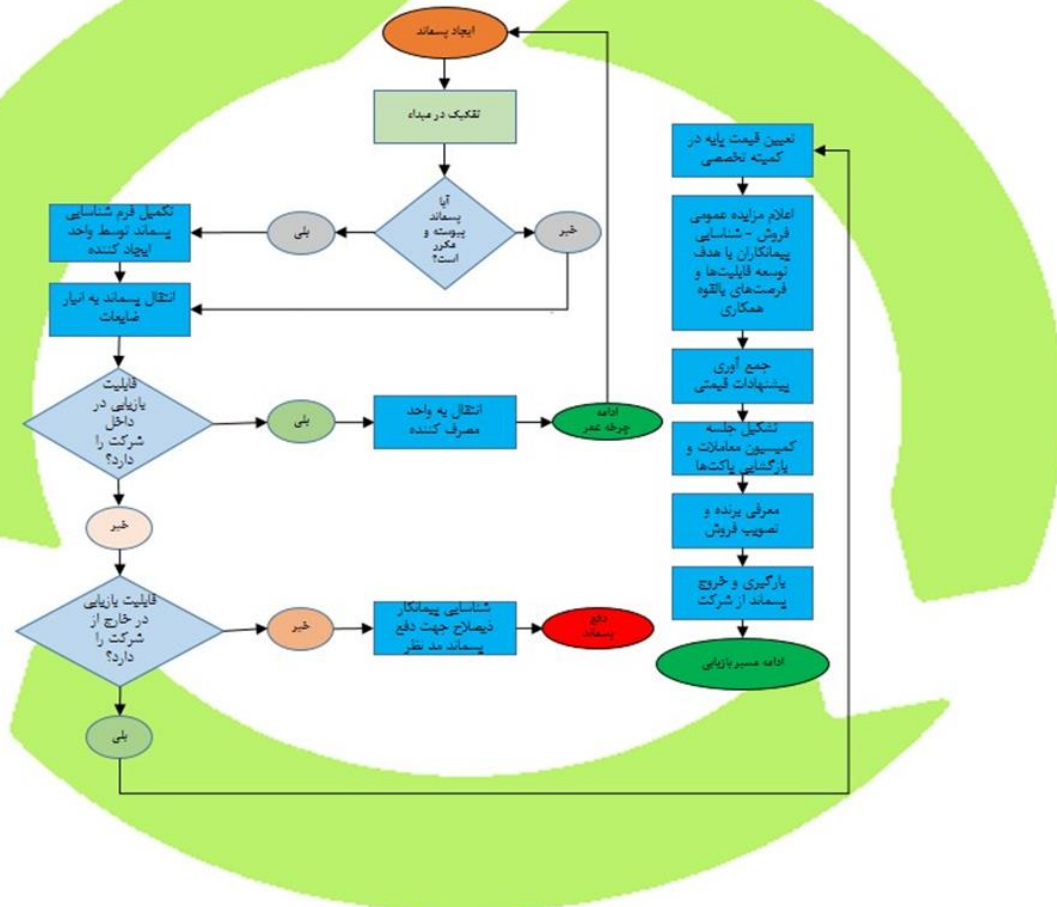 ایجاد پسماند
تفکیک در مبداء
آیا
پسماند
پیوسته و
مکرر
است؟
خیر
بلی
تکمیل فرم شناسایی
پسماند توسط واحد
ایجاد کننده
انتقال پسماند به انبار
ضایعات
قابلیت
بازیابی در
داخل
شرکت را
دارد؟
بلی
انتقال به واحد
مصرف کننده
ادامه
چرخه عمر
خیر
قابلیت بازیابی
در خارج از
شرکت را
دارد؟
خیر
شناسایی پیمانکار
ذیصلاح جهت دفع
پسماند مد نظر
دفع
پسماند
بلی
تعیین قیمت پایه در
کمیته تخصصی
اعلام مزایده عمومی
فروش - شناسایی
پیمانکاران با هدف
توسعه قابلیت‌ها و
فرصت‌های بالقوه
همکاری
جمع آوری
پیشنهادات قیمتی
تشکیل جلسه
کمیسیون معاملات و
بازگشایی پاکت‌ها
معرفی برنده و
تصویب فروش
بارگیری و خروج
پسماند از شرکت
ادامه مسیر بازیابی